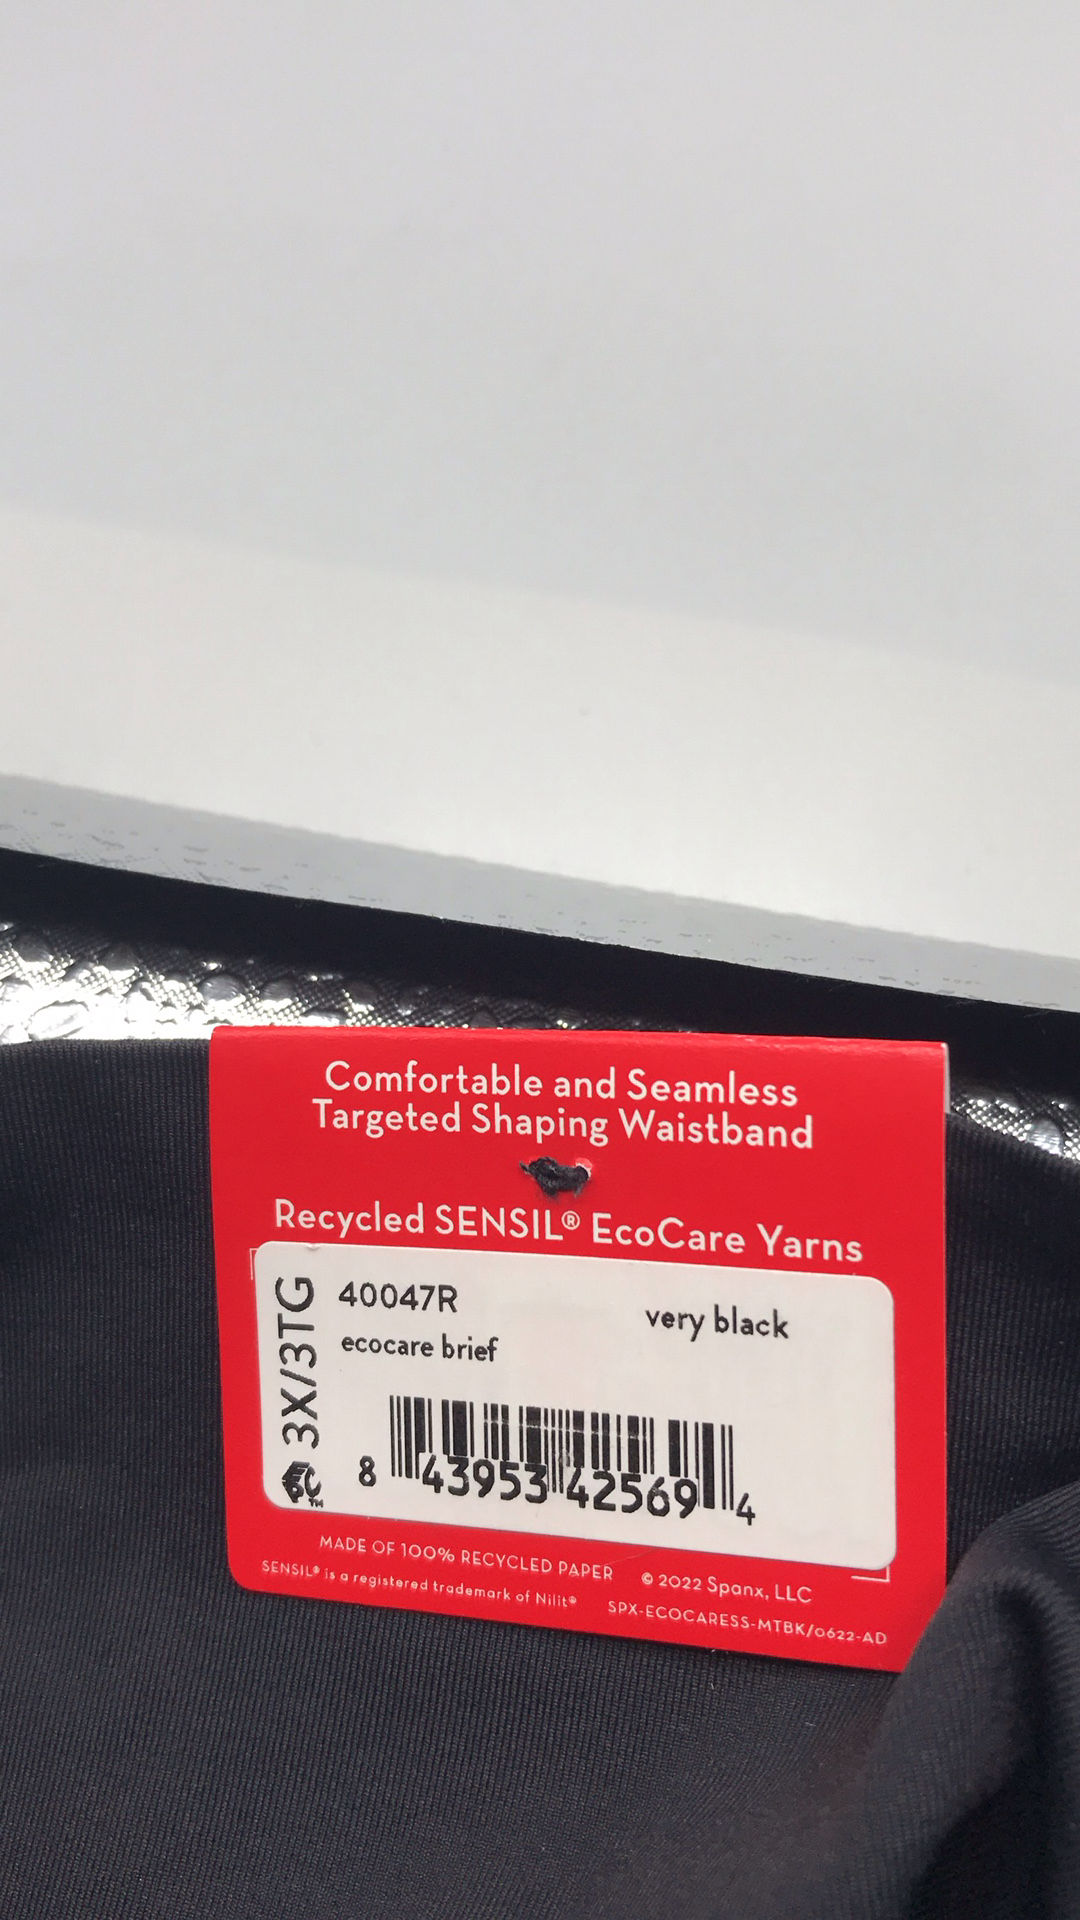 Comfortable and Seamless
Targeted Shaping Waistband
Recycled SENSIL® EcoCare Yarns
3X/3TG
40047R
very black
ecocare brief
8 43953 42569 4
MADE OF 100% RECYCLED PAPER
© 2022 Spanx, LLC
SENSIL® is a registered trademark of Nilit®
SPX-ECOCARESS-MTBK/0622-AD